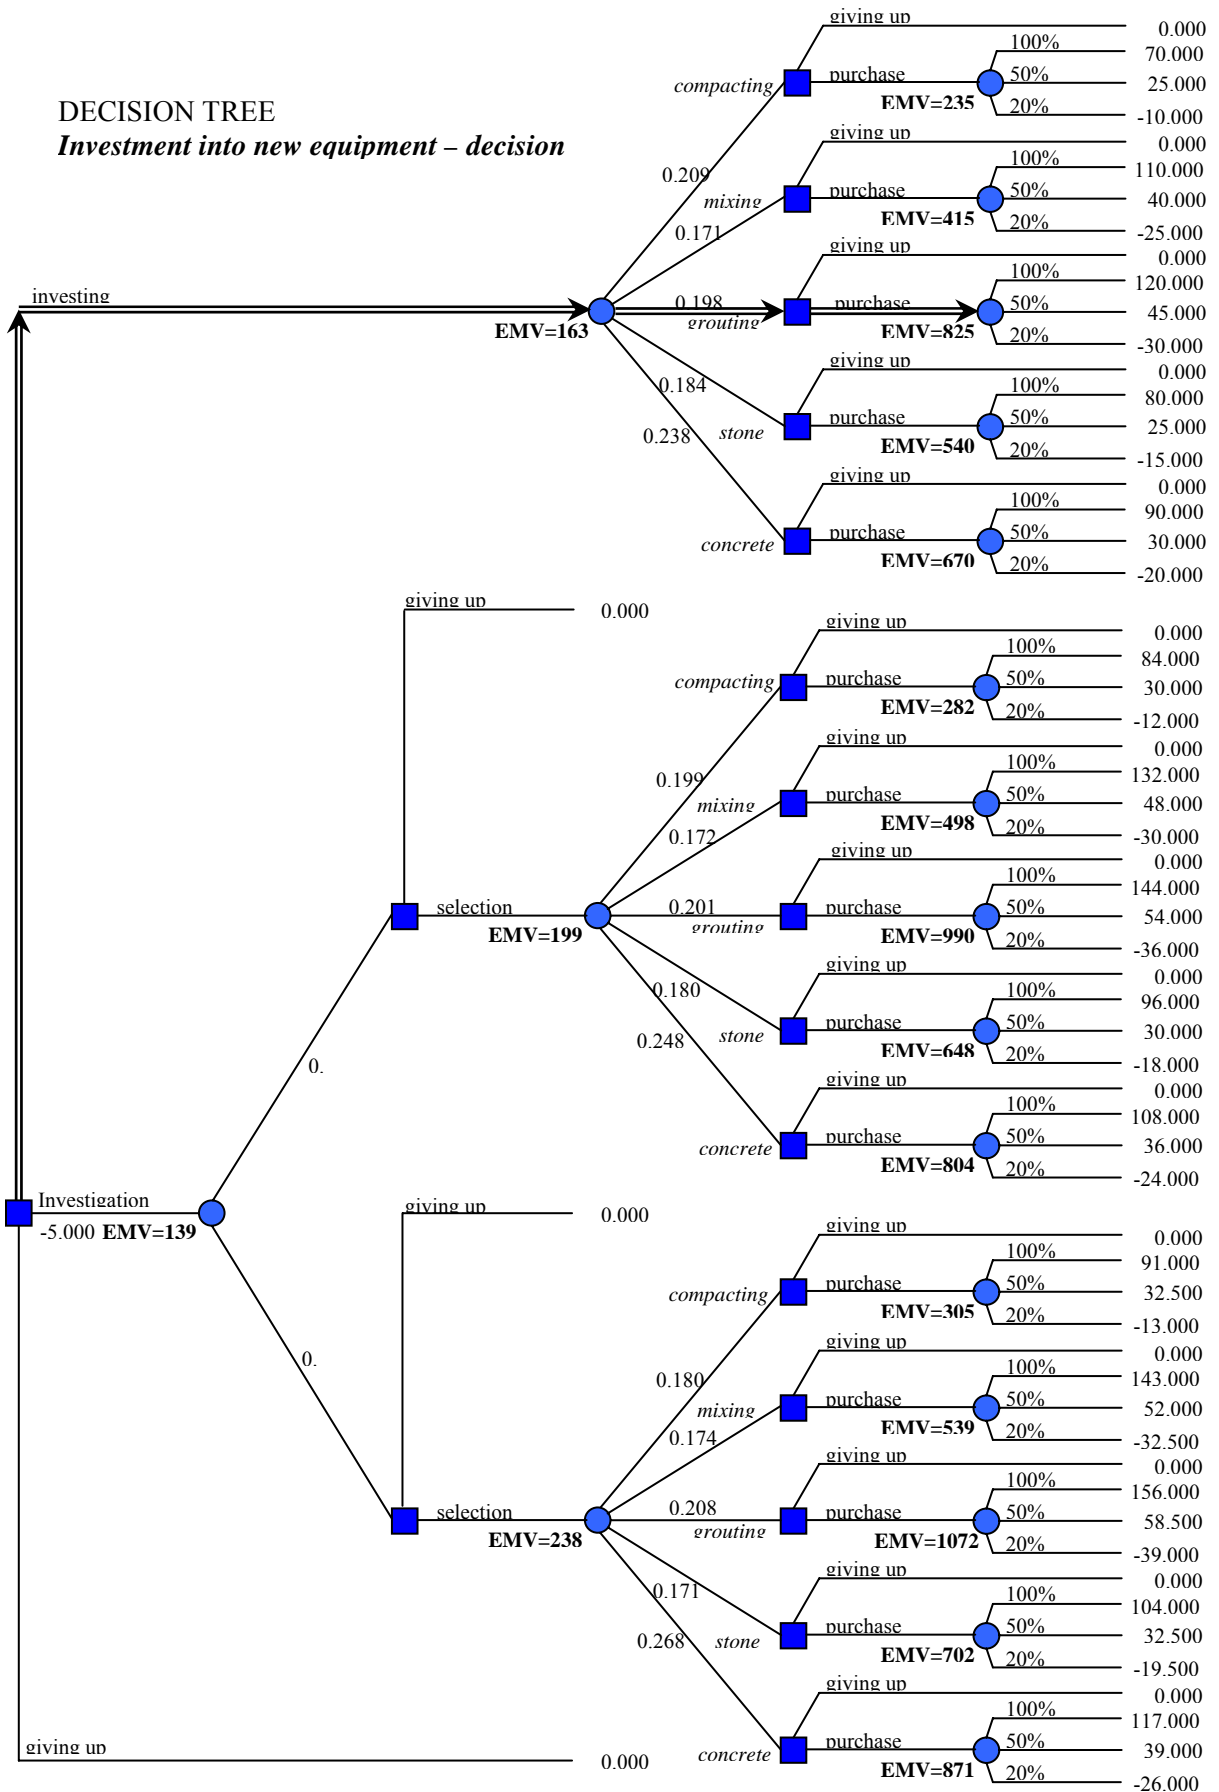 giving up
0.000
100%
70.000
compacting
purchase
50%
25.000
EMV=235
20%
-10.000
DECISION TREE
Investment into new equipment – decision
giving up
0.000
100%
110.000
0.209
mixing
purchase
50%
40.000
EMV=415
20%
-25.000
0.171
giving up
0.000
100%
120.000
investing
0.198
grouting
purchase
50%
45.000
EMV=163
EMV=825
20%
-30.000
giving up
0.000
0.184
100%
80.000
0.238
stone
purchase
50%
25.000
EMV=540
20%
-15.000
giving up
0.000
100%
90.000
concrete
purchase
50%
30.000
EMV=670
20%
-20.000
giving up
0.000
giving up
0.000
100%
84.000
compacting
purchase
50%
30.000
EMV=282
20%
-12.000
giving up
0.000
100%
132.000
0.199
mixing
purchase
50%
48.000
EMV=498
20%
-30.000
0.172
giving up
0.000
100%
144.000
selection
0.201
grouting
purchase
50%
54.000
EMV=199
EMV=990
20%
-36.000
giving up
0.000
0.180
100%
96.000
0.248
stone
purchase
50%
30.000
EMV=648
20%
-18.000
0.
giving up
0.000
100%
108.000
concrete
purchase
50%
36.000
EMV=804
20%
-24.000
Investigation
-5.000 EMV=139
giving up
0.000
giving up
0.000
100%
91.000
compacting
purchase
50%
32.500
EMV=305
20%
-13.000
0.
giving up
0.000
0.180
100%
143.000
mixing
purchase
50%
52.000
EMV=539
20%
-32.500
0.174
giving up
0.000
100%
156.000
selection
0.208
grouting
purchase
50%
58.500
EMV=238
EMV=1072
20%
-39.000
giving up
0.000
0.171
100%
104.000
0.268
stone
purchase
50%
32.500
EMV=702
20%
-19.500
giving up
0.000
100%
117.000
giving up
0.000
concrete
purchase
50%
39.000
EMV=871
20%
-26.000